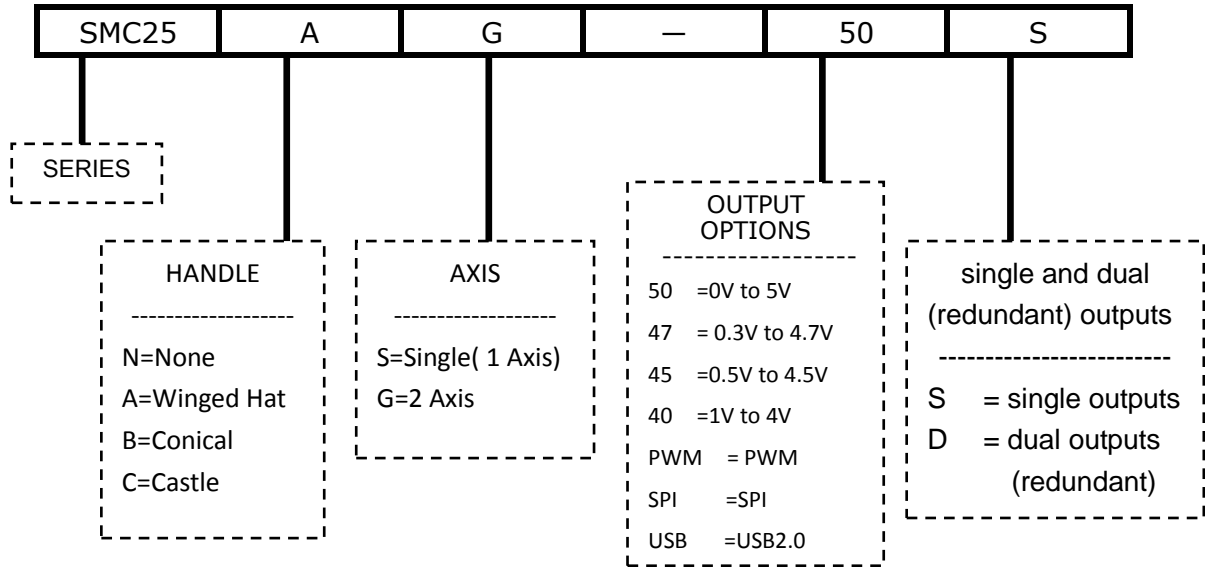 SMC25 A G — 50 S
SERIES
HANDLE
-------------------
N=None
A=Winged Hat
B=Conical
C=Castle
AXIS
-------------------
S=Single( 1 Axis)
G=2 Axis
OUTPUT
OPTIONS
-------------------
50 =0V to 5V
47 = 0.3V to 4.7V
45 =0.5V to 4.5V
40 =1V to 4V
PWM = PWM
SPI =SPI
USB =USB2.0
single and dual
(redundant) outputs
--------------------------
S = single outputs
D = dual outputs
(redundant)